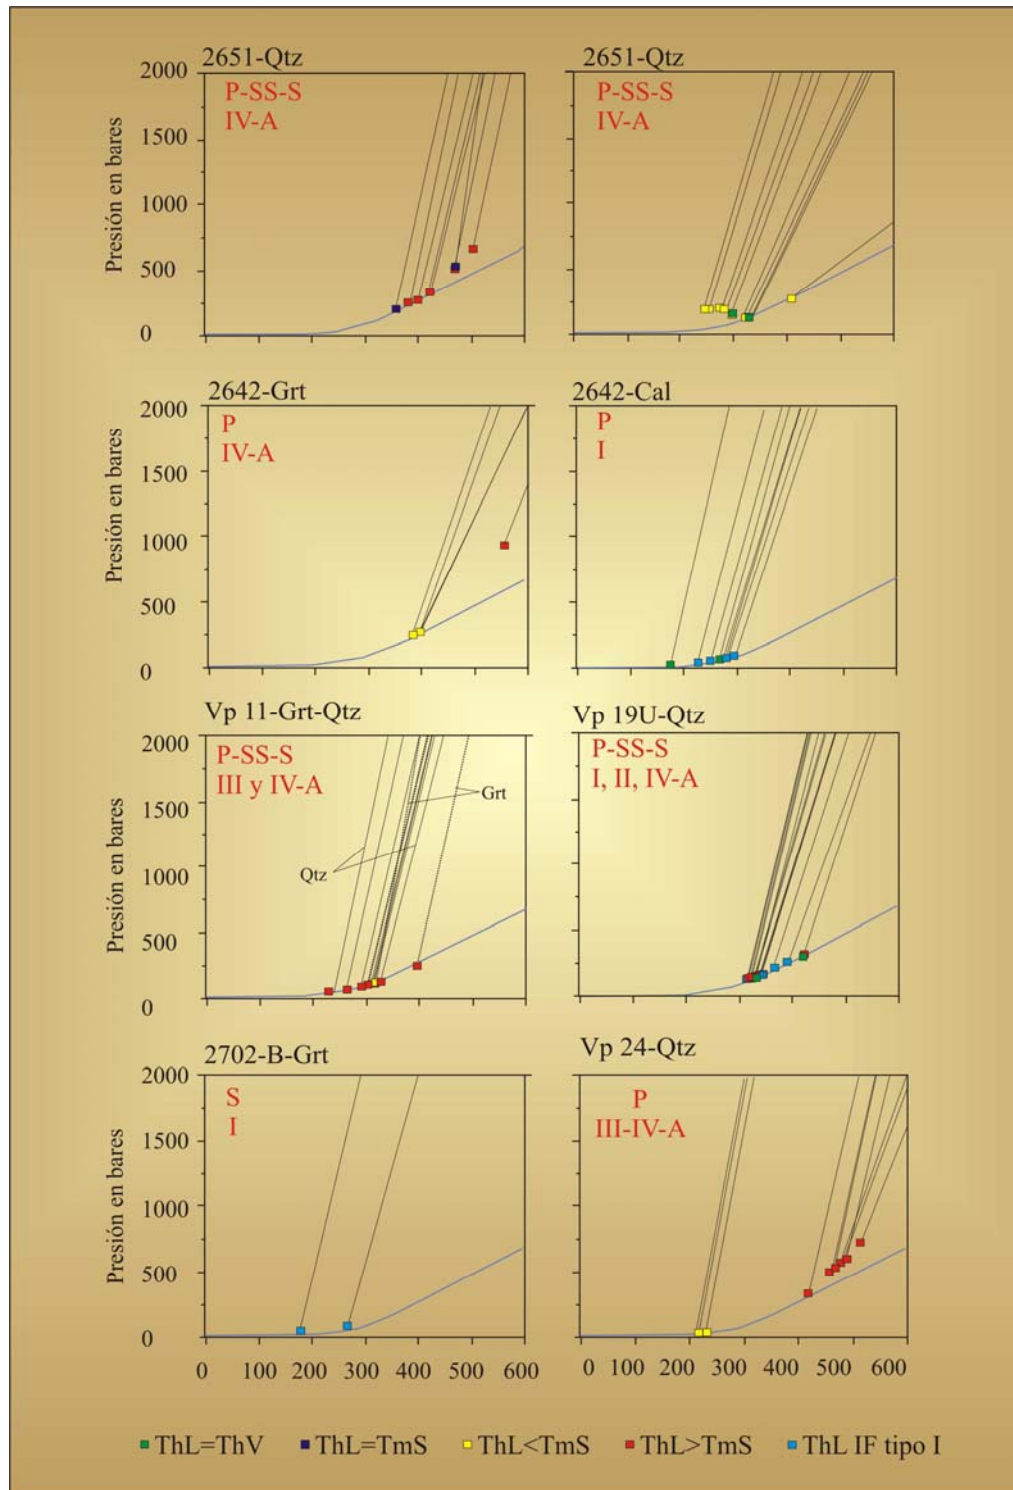 2651-Qtz
2000
P-SS-S
IV-A
1500
1000
500
0
Presión en bares
2651-Qtz
P-SS-S
IV-A
2642-Grt
2000
P
IV-A
1500
1000
500
0
Presión en bares
2642-Cal
P
I
Vp 11-Grt-Qtz
2000
P-SS-S
III y IV-A
1500
Grt
Qtz
1000
500
0
Presión en bares
Vp 19U-Qtz
P-SS-S
I, II, IV-A
2702-B-Grt
2000
S
I
1500
1000
500
0
Presión en bares
0 100 200 300 400 500 600
Vp 24-Qtz
P
III-IV-A
0 100 200 300 400 500 600
ThL=ThV ThL=TmS ThL<TmS ThL>TmS ThL IF tipo I